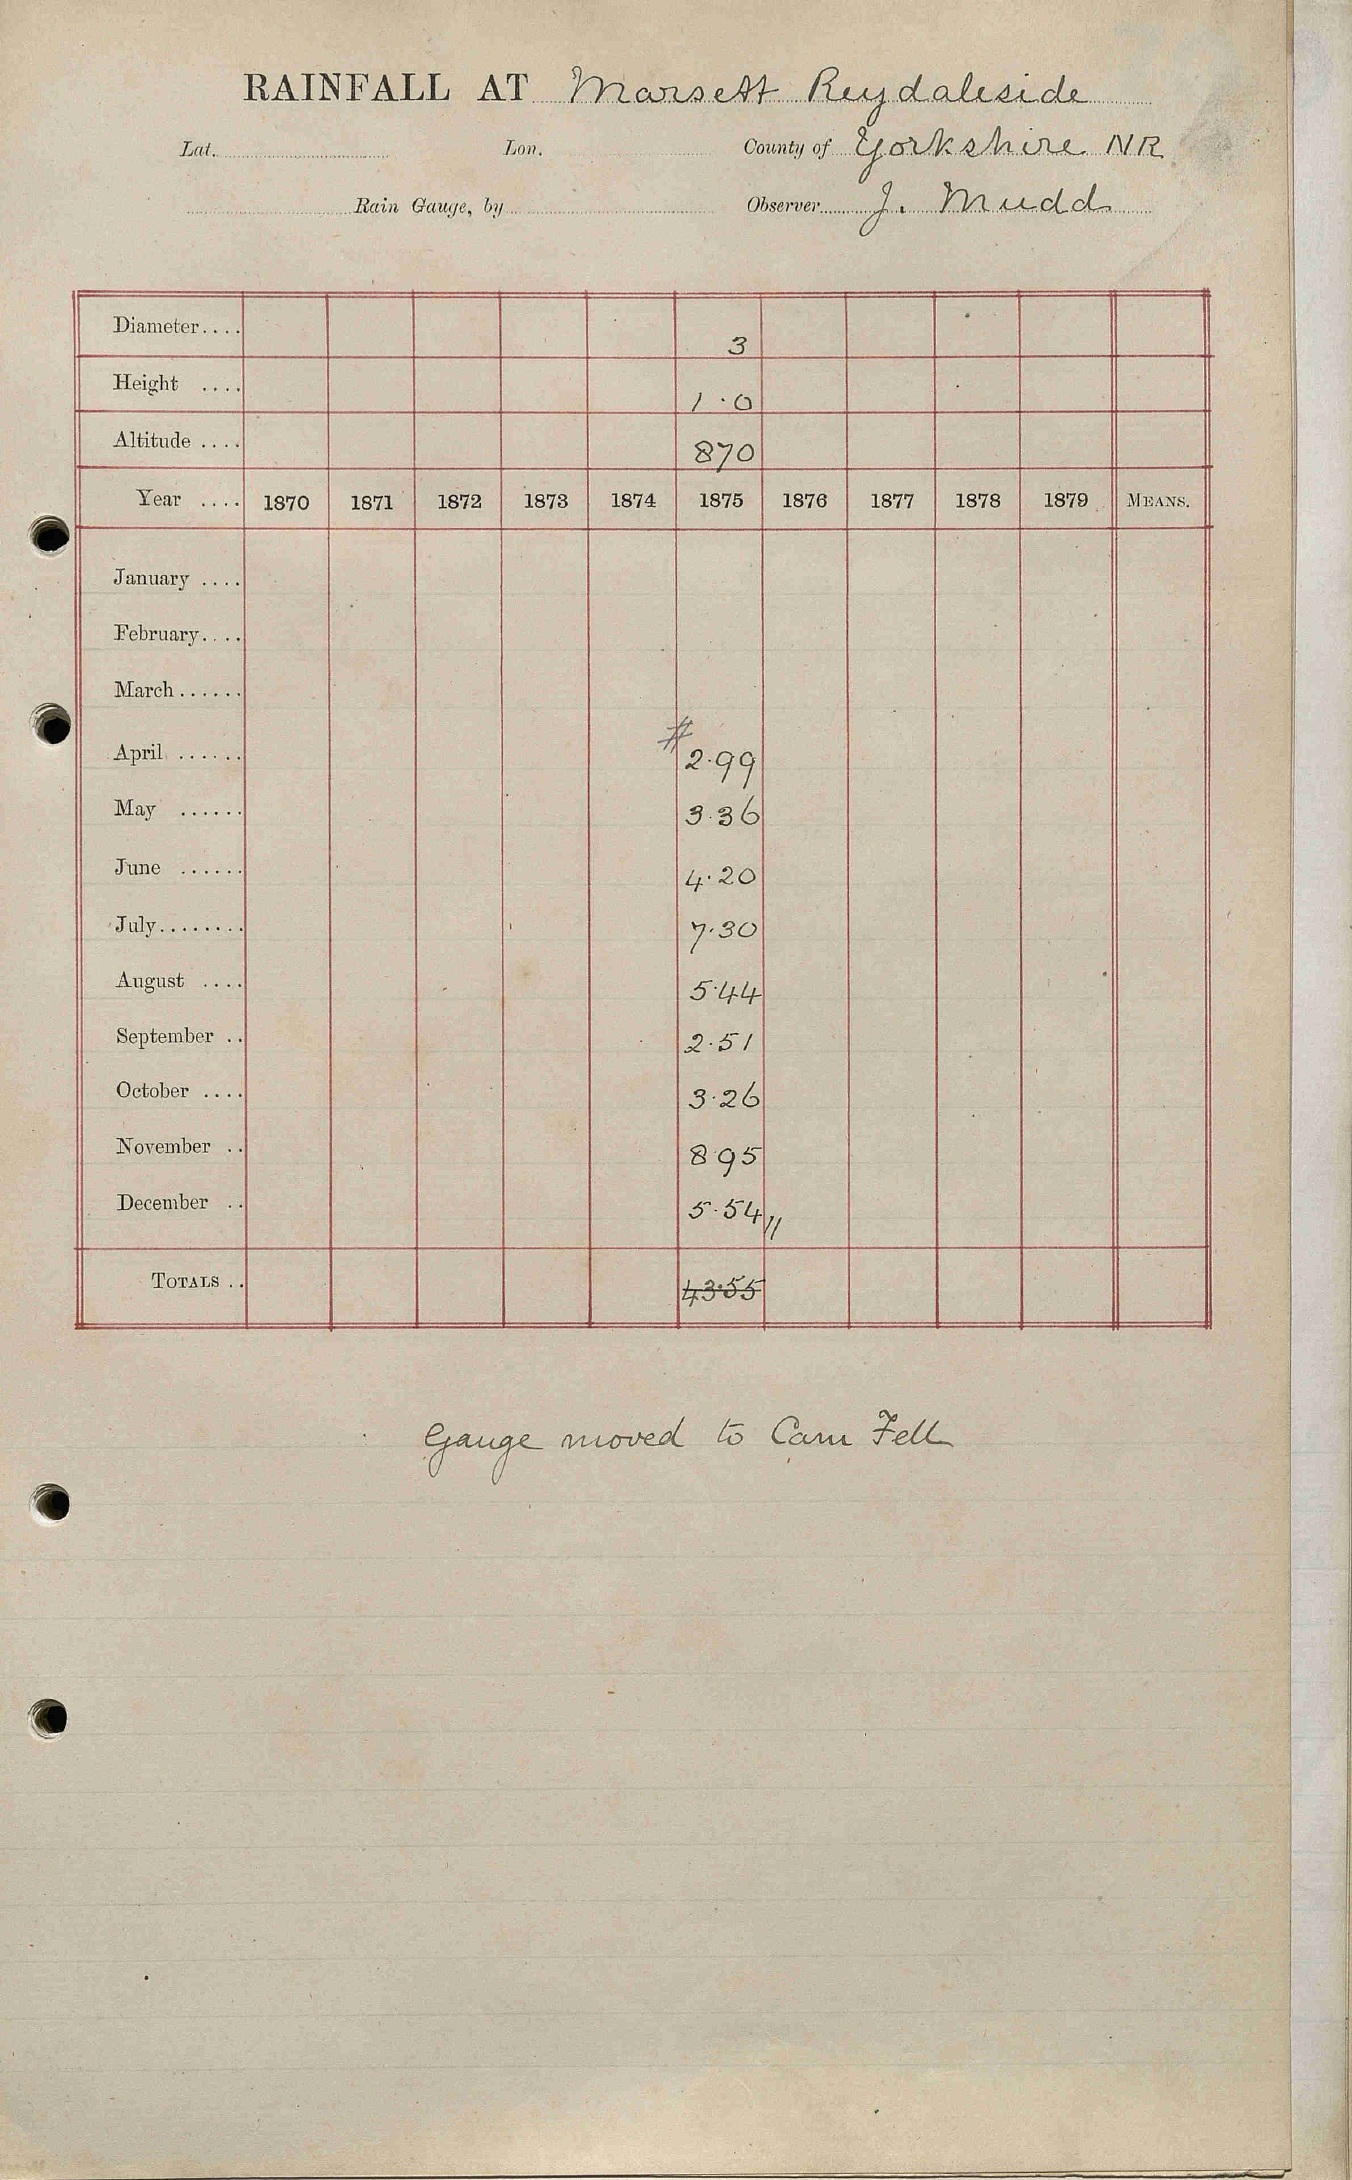 RAINFALL AT Marsett Reydaleside
Lat. Lon. County of Yorkshire NR
Rain Gauge, by Observer J. Mudd
Diameter.... 3
Height .... 1.0
Altitude .... 870
Year .... 1870 1871 1872 1873 1874 1875 1876 1877 1878 1879 MEANS.
January ....
February....
March......
April ...... # 2.99
May ...... 3.36
June ...... 4.20
July........ 7.30
August .... 5.44
September .. 2.51
October .... 3.26
November .. 8.95
December .. 5.54 //
TOTALS .. 43.55
Gauge moved to Cam Fell